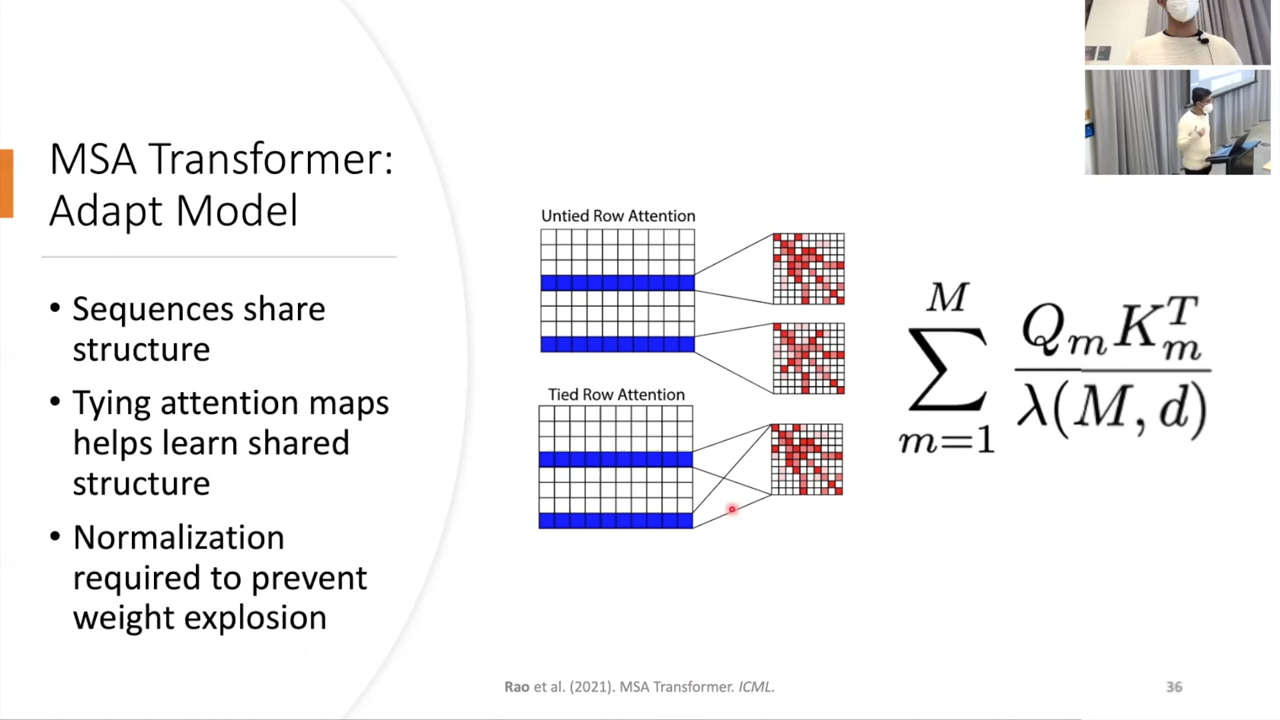 MSA Transformer:
Adapt Model
• Sequences share
structure
• Tying attention maps
helps learn shared
structure
• Normalization
required to prevent
weight explosion
Untied Row Attention
Tied Row Attention
M
∑ Q_m K_m^T / λ(M, d)
m=1
Rao et al. (2021). MSA Transformer. ICML.
36